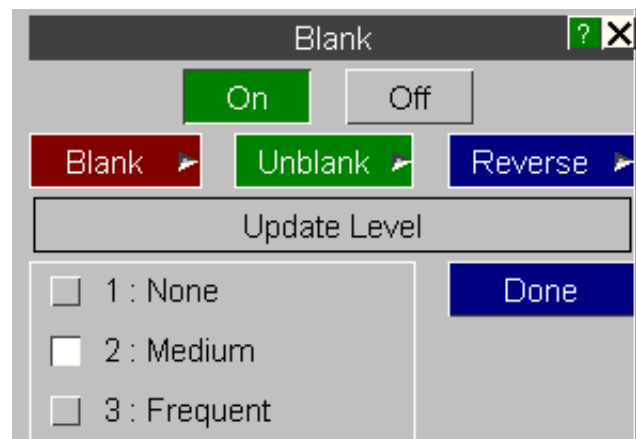 Blank ? X
On Off
Blank Unblank Reverse
Update Level
1 : None Done
2 : Medium
3 : Frequent